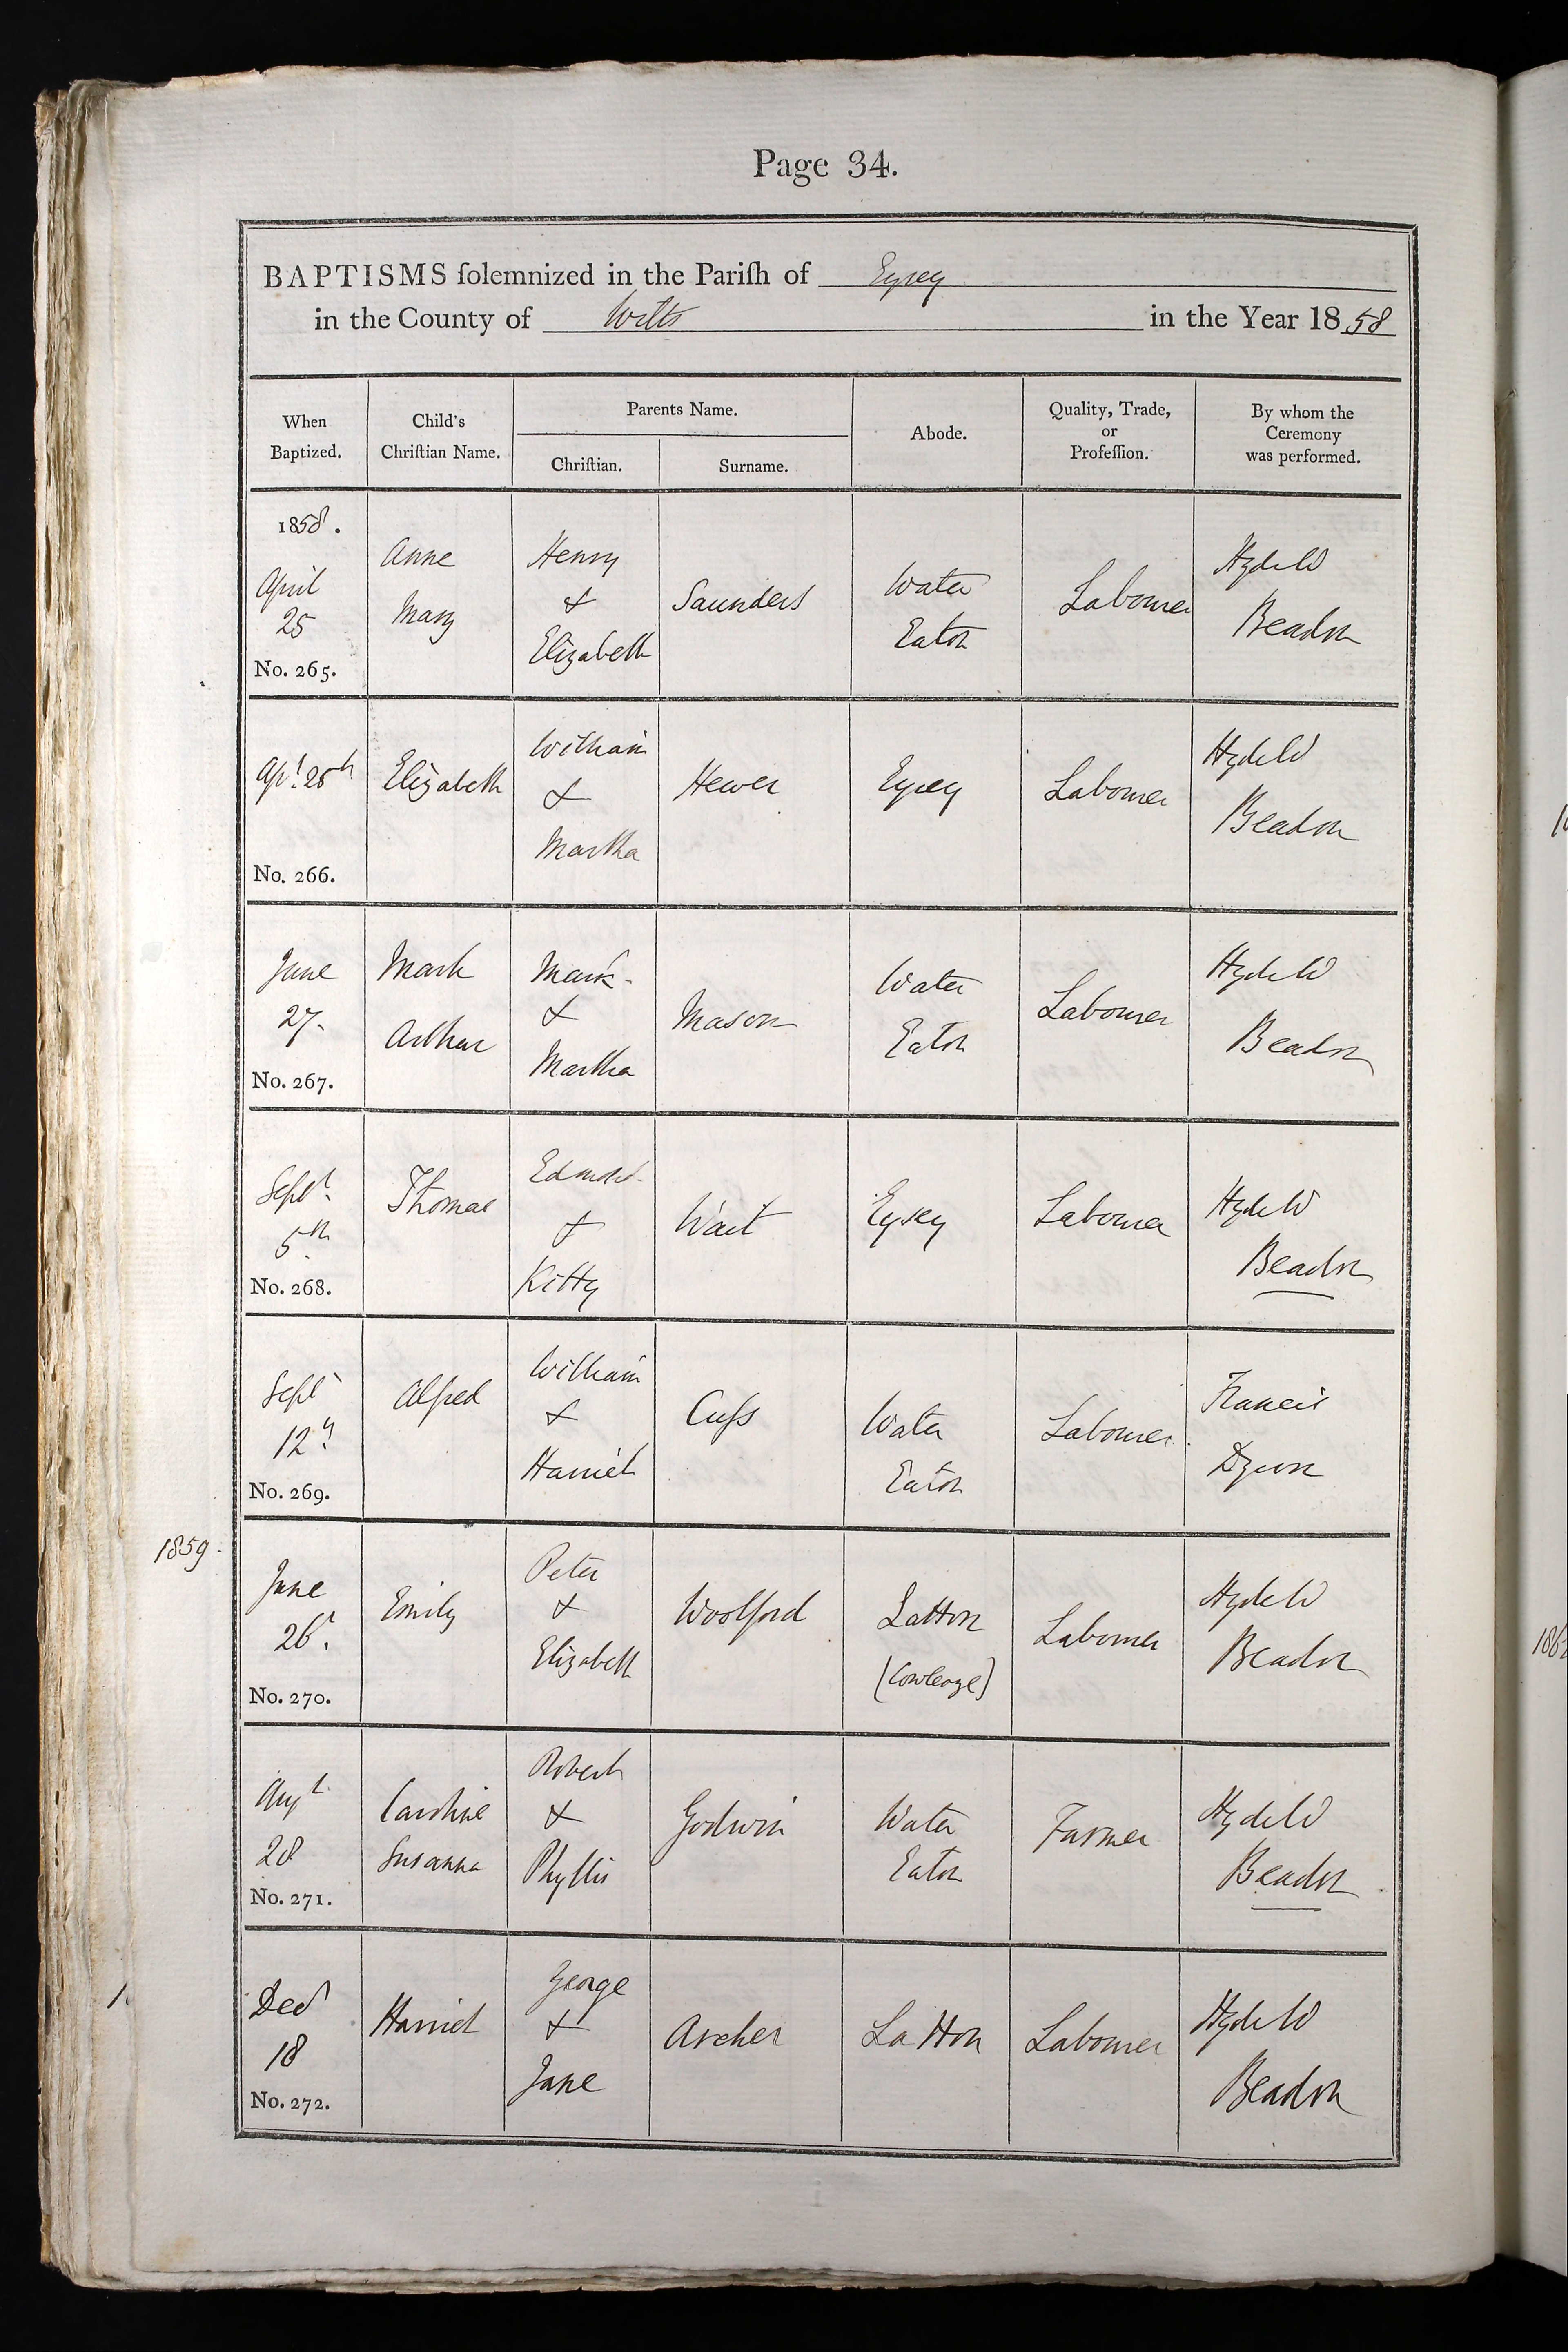 Page 34.
BAPTISMS ſolemnized in the Pariſh of Eysey
in the County of Wilts in the Year 1858
When Baptized. Child's Chriſtian Name. Parents Name. Chriſtian. Surname. Abode. Quality, Trade, or Profeſſion. By whom the Ceremony was performed.
1858.
April 25 No. 265. Anne Mary Henry & Elizabeth Saunders Water Eaton Labourer Hyde W Beadon
Apl. 25th No. 266. Elizabeth William & Martha Hewer Eysey Labourer Hyde W Beadon
June 27. No. 267. Mark Arthur Mark & Martha Mason Water Eaton Labourer Hyde W Beadon
Sept. 5th No. 268. Thomas Edmond & Kitty Wait Eysey Labourer Hyde W Beadon
Sept 12th No. 269. Alfred William & Harriet Cuſs Water Eaton Labourer Francis Dyson
1859.
June 26. No. 270. Emily Peter & Elizabeth Woolford Latton Labourer Hyde W Beadon
Augt 28 No. 271. Caroline Susanna Robert & Phyllis Godwin Water Eaton Farmer Hyde W Beadon
Decr 18 No. 272. Harriet George & Jane Archer Latton Labourer Hyde W Beadon